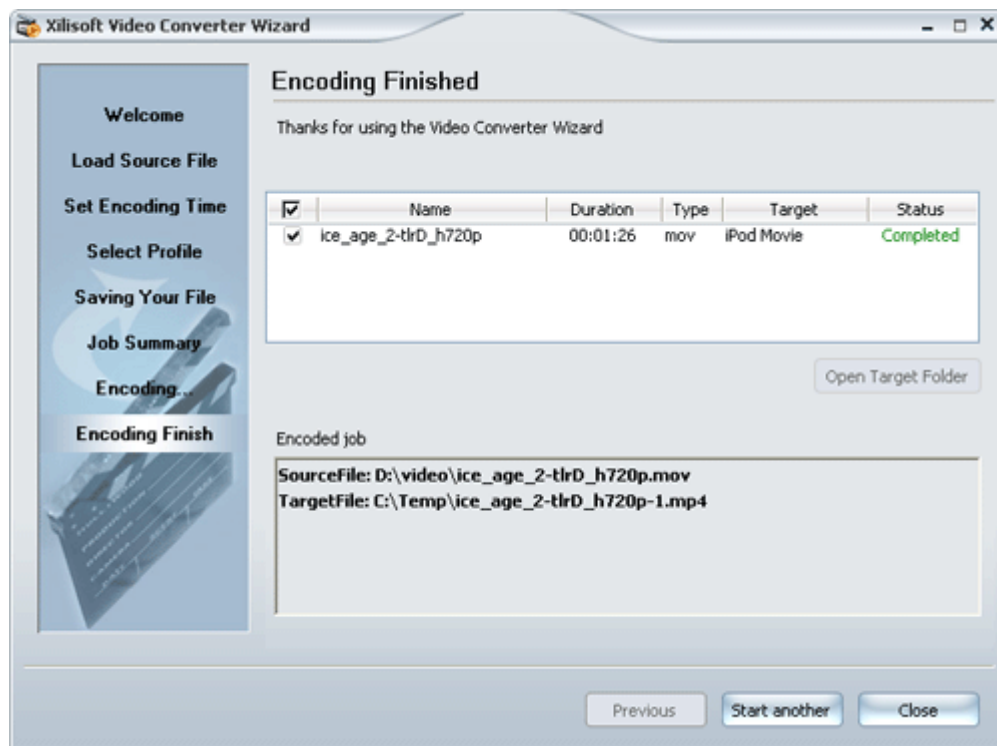 Xilisoft Video Converter Wizard
Welcome
Load Source File
Set Encoding Time
Select Profile
Saving Your File
Job Summary
Encoding...
Encoding Finish
Encoding Finished
Thanks for using the Video Converter Wizard
Name Duration Type Target Status
ice_age_2-tlrD_h720p 00:01:26 mov iPod Movie Completed
Open Target Folder
Encoded job
SourceFile: D:\video\ice_age_2-tlrD_h720p.mov
TargetFile: C:\Temp\ice_age_2-tlrD_h720p-1.mp4
Previous Start another Close